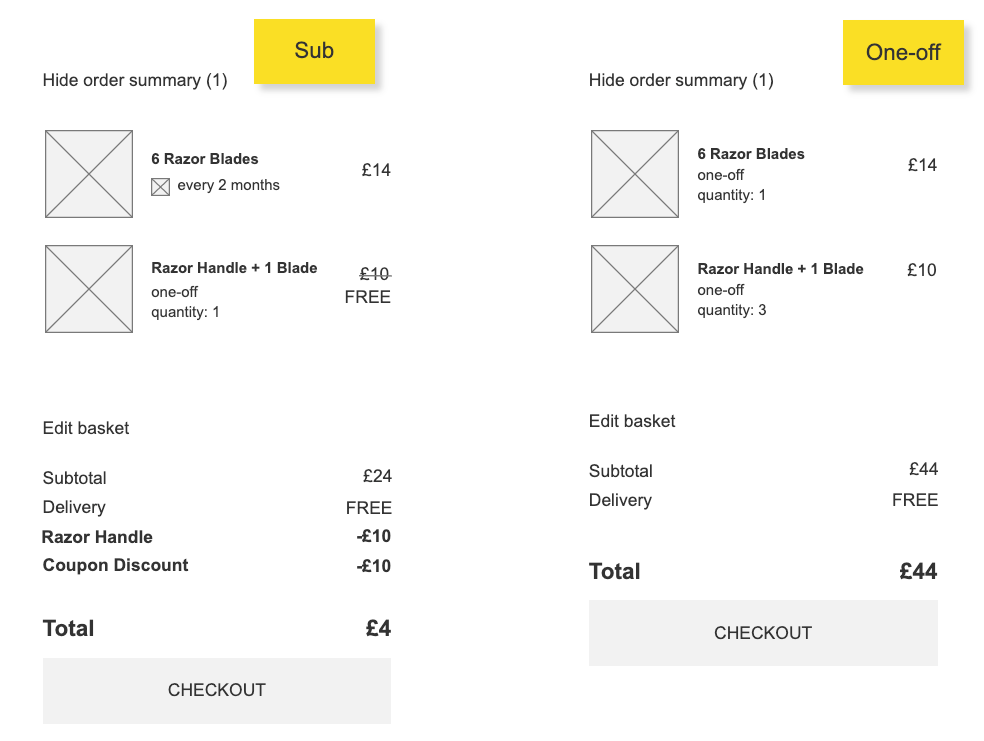 Sub
Hide order summary (1)
6 Razor Blades
every 2 months
£14
Razor Handle + 1 Blade
one-off
quantity: 1
£10
FREE
Edit basket
Subtotal £24
Delivery FREE
Razor Handle -£10
Coupon Discount -£10
Total £4
CHECKOUT
One-off
Hide order summary (1)
6 Razor Blades
one-off
quantity: 1
£14
Razor Handle + 1 Blade
one-off
quantity: 3
£10
Edit basket
Subtotal £44
Delivery FREE
Total £44
CHECKOUT